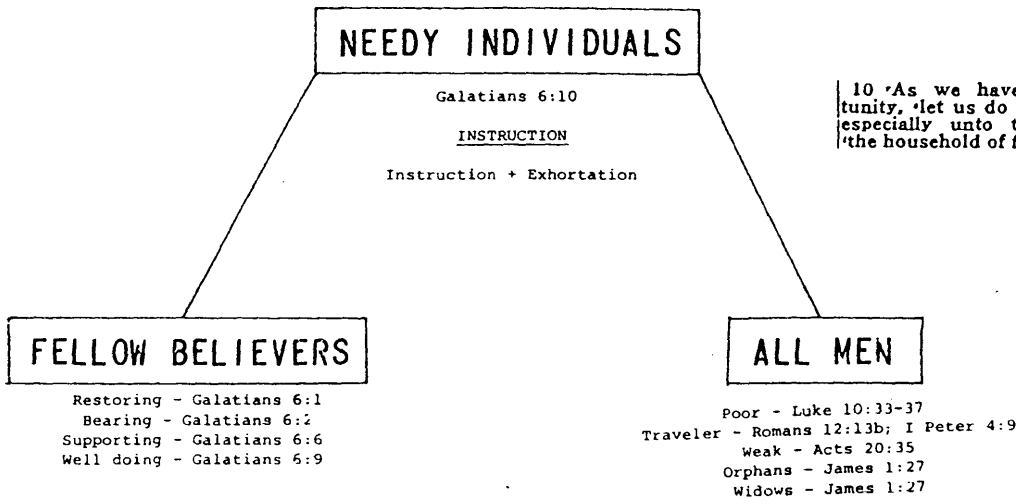 NEEDY INDIVIDUALS
Galatians 6:10
INSTRUCTION
Instruction + Exhortation
10 As we have
tunity, let us do
especially unto
the household of
FELLOW BELIEVERS
Restoring - Galatians 6:1
Bearing - Galatians 6:2
Supporting - Galatians 6:6
Well doing - Galatians 6:9
ALL MEN
Poor - Luke 10:33-37
Traveler - Romans 12:13b; I Peter 4:9
Weak - Acts 20:35
Orphans - James 1:27
Widows - James 1:27